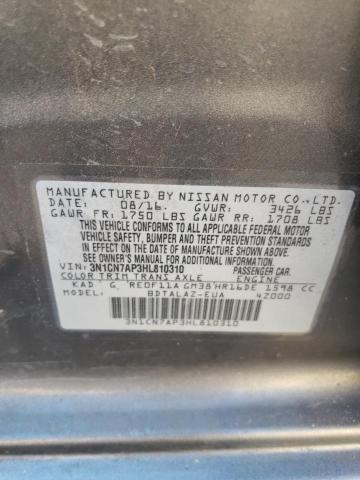 MANUFACTURED BY NISSAN MOTOR CO.,LTD.
DATE: 08/16. GVWR: 3426 LBS
GAWR FR: 1750 LBS GAWR RR: 1708 LBS
THIS VEHICLE CONFORMS TO ALL APPLICABLE FEDERAL MOTOR
VEHICLE SAFETY, BUMPER AND THEFT PREVENTION STANDARDS
IN EFFECT ON THE DATE OF MANUFACTURE SHOWN ABOVE.
SEE OWNER'S MANUAL FOR
ADDITIONAL INFORMATION.
VIN: 3N1CN7AP3HL810310 PASSENGER CAR.
COLOR TRIM TRANS AXLE ENGINE
KAD G RE0F11A GM38 HR16DE 1598 CC
MODEL: BDTALAZ-EUA 4Z000
3N1CN7AP3HL810310